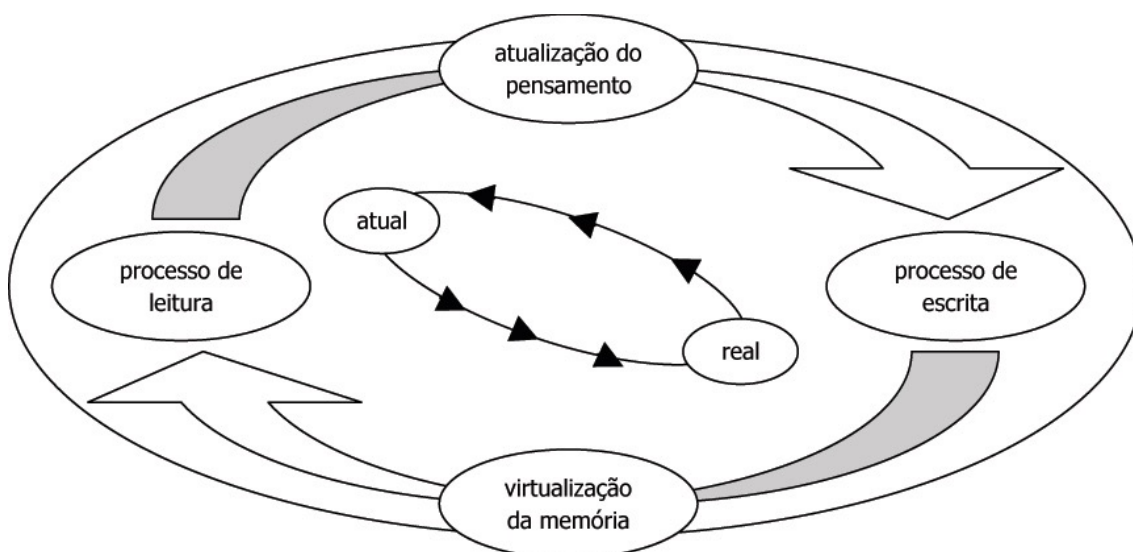 atualização do
pensamento
atual
processo de
leitura
processo de
escrita
real
virtualização
da memória